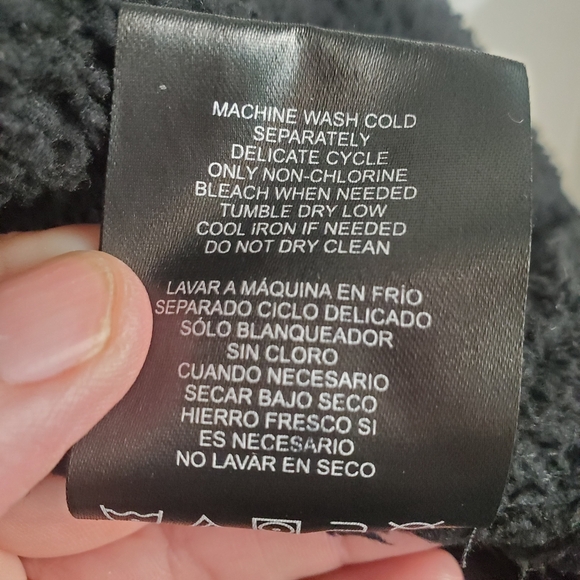 MACHINE WASH COLD
SEPARATELY
DELICATE CYCLE
ONLY NON-CHLORINE
BLEACH WHEN NEEDED
TUMBLE DRY LOW
COOL IRON IF NEEDED
DO NOT DRY CLEAN
LAVAR A MÁQUINA EN FRÍO
SEPARADO CICLO DELICADO
SÓLO BLANQUEADOR
SIN CLORO
CUANDO NECESARIO
SECAR BAJO SECO
HIERRO FRESCO SI
ES NECESARIO
NO LAVAR EN SECO